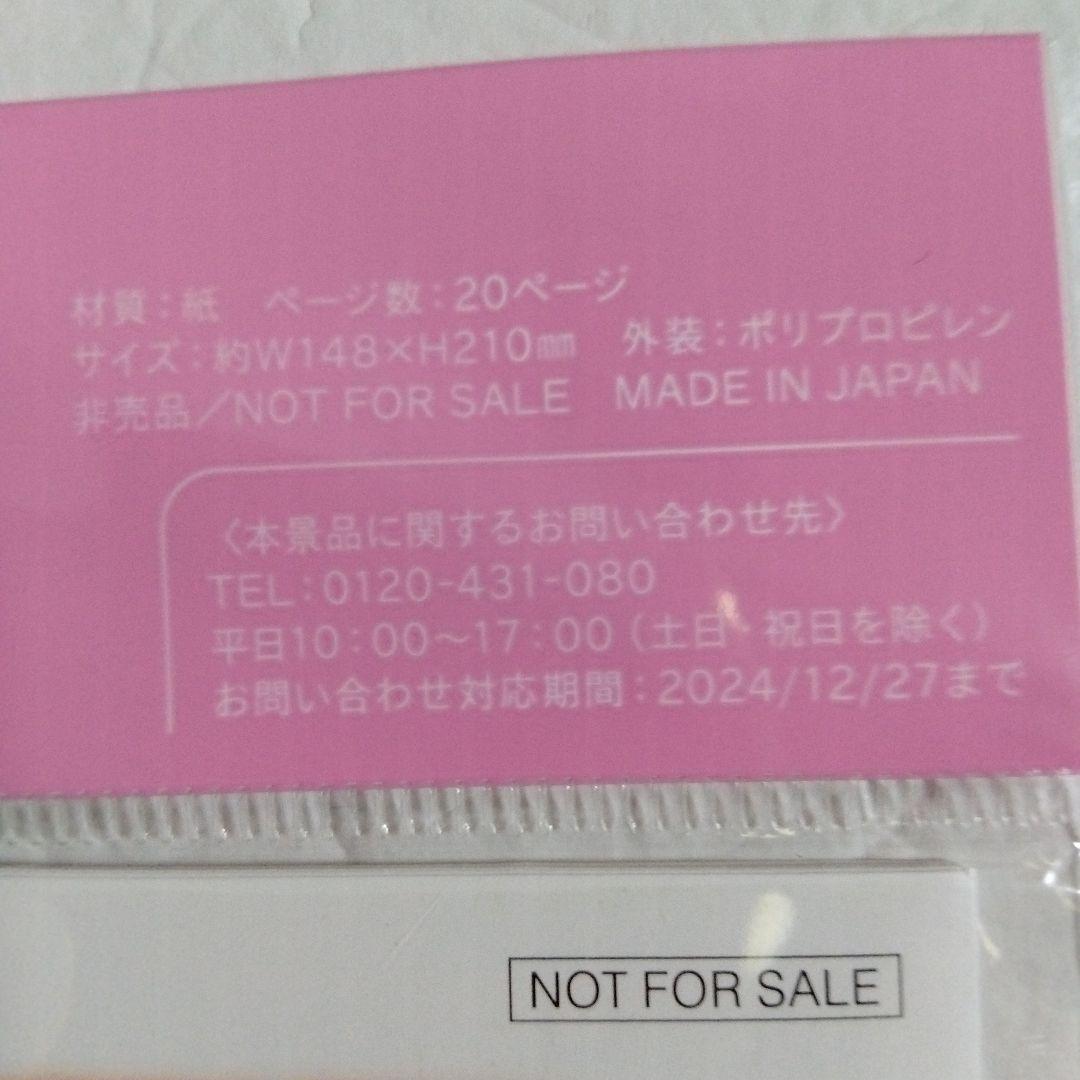 材質：紙　ページ数：20ページ
サイズ：約W148×H210㎜　外装：ポリプロピレン
非売品／NOT FOR SALE　MADE IN JAPAN
〈本景品に関するお問い合わせ先〉
TEL：0120-431-080
平日10：00〜17：00（土日・祝日を除く）
お問い合わせ対応期間：2024/12/27まで
NOT FOR SALE